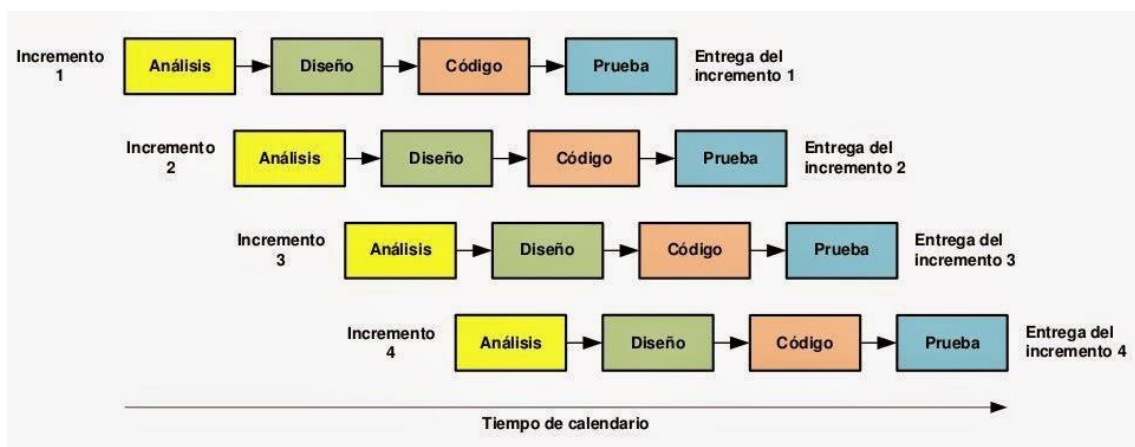 Incremento
1
Análisis
Diseño
Código
Prueba
Entrega del
incremento 1
Incremento
2
Análisis
Diseño
Código
Prueba
Entrega del
incremento 2
Incremento
3
Análisis
Diseño
Código
Prueba
Entrega del
incremento 3
Incremento
4
Análisis
Diseño
Código
Prueba
Entrega del
incremento 4
Tiempo de calendario